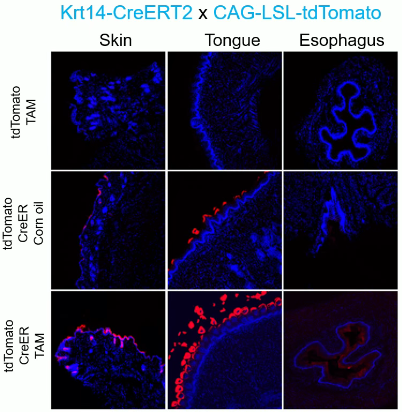 Krt14-CreERT2 x CAG-LSL-tdTomato
Skin Tongue Esophagus
tdTomato
TAM
tdTomato
CreER
Corn oil
tdTomato
CreER
TAM